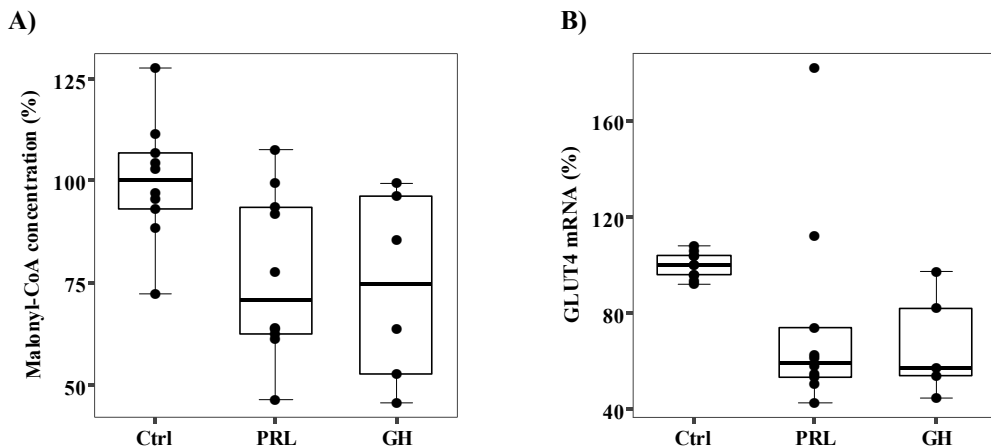 A)
Malonyl-CoA concentration (%)
125
100
75
50
Ctrl PRL GH
B)
GLUT4 mRNA (%)
160
120
80
40
Ctrl PRL GH